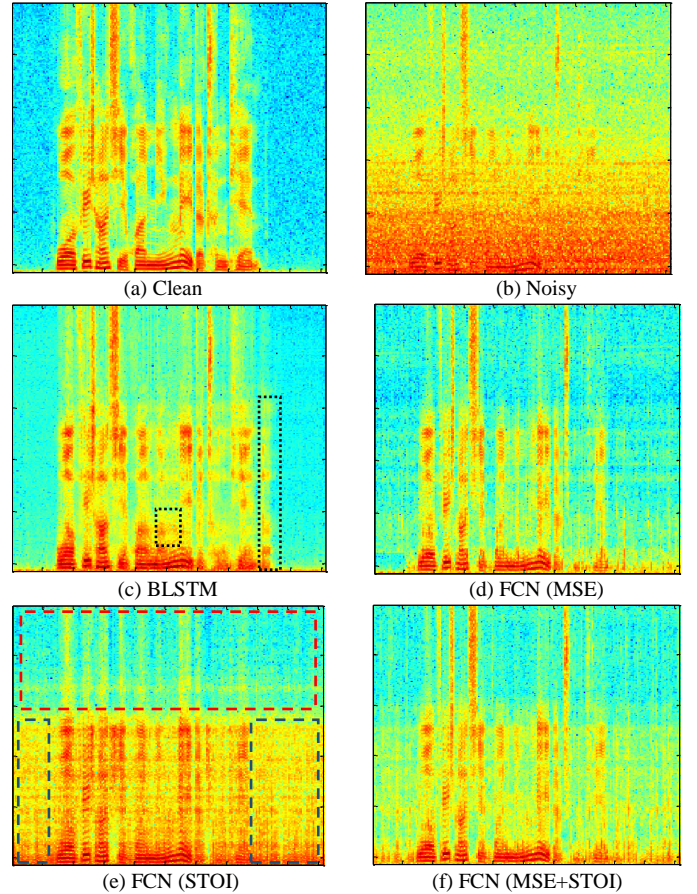 (a) Clean
(b) Noisy
(c) BLSTM
(d) FCN (MSE)
(e) FCN (STOI)
(f) FCN (MSE+STOI)